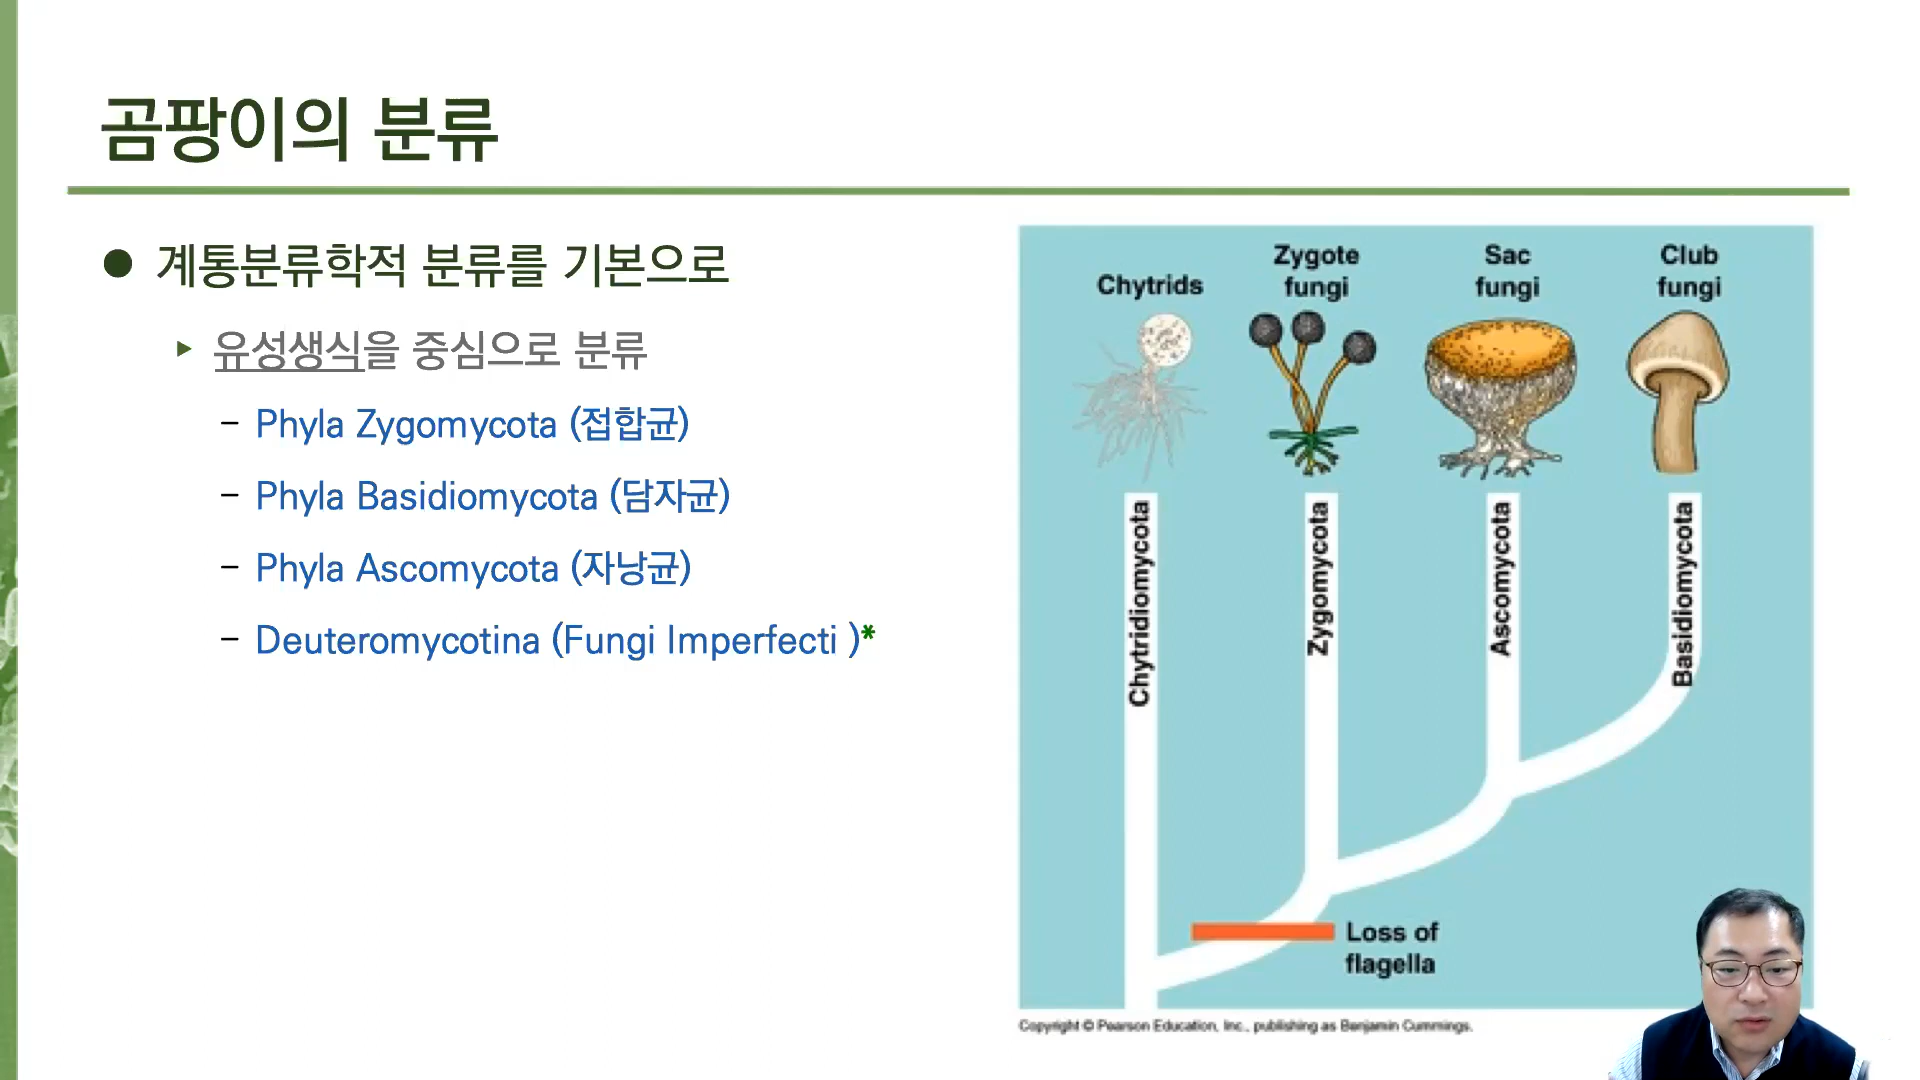 곰팡이의 분류
● 계통분류학적 분류를 기본으로
▸ 유성생식을 중심으로 분류
– Phyla Zygomycota (접합균)
– Phyla Basidiomycota (담자균)
– Phyla Ascomycota (자낭균)
– Deuteromycotina (Fungi Imperfecti )*
Chytrids
Zygote
fungi
Sac
fungi
Club
fungi
Chytridiomycota
Zygomycota
Ascomycota
Basidiomycota
Loss of
flagella
Copyright © Pearson Education, Inc., publishing as Benjamin Cummings.